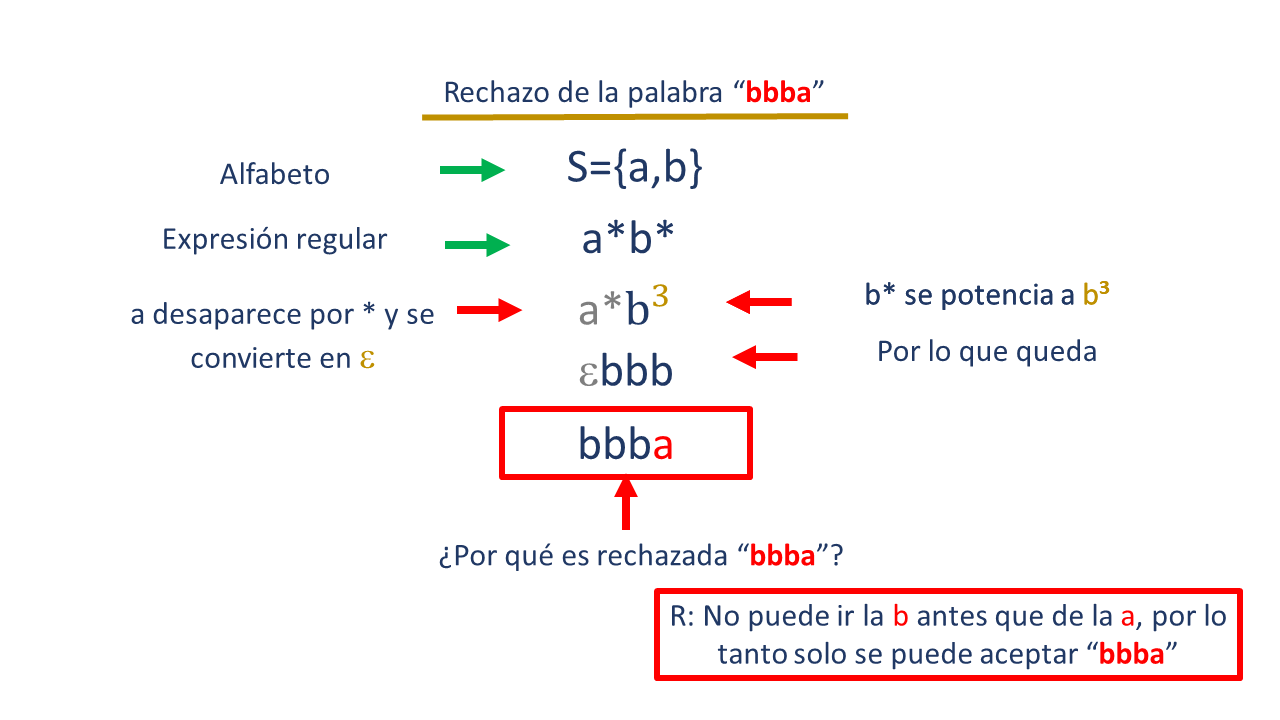 Rechazo de la palabra “bbba”
Alfabeto
S={a,b}
Expresión regular
a*b*
a desaparece por * y se
convierte en ε
a*b³
b* se potencia a b³
εbbb
Por lo que queda
bbba
¿Por qué es rechazada “bbba”?
R: No puede ir la b antes que de la a, por lo
tanto solo se puede aceptar “bbba”